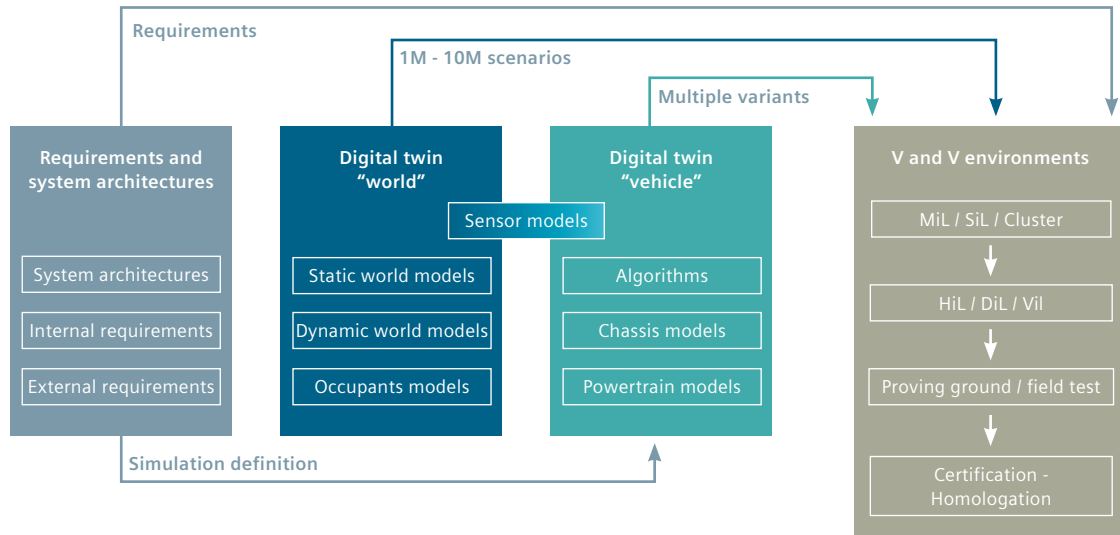 Requirements
1M - 10M scenarios
Multiple variants
Requirements and
system architectures
System architectures
Internal requirements
External requirements
Digital twin
“world”
Sensor models
Static world models
Dynamic world models
Occupants models
Digital twin
“vehicle”
Algorithms
Chassis models
Powertrain models
V and V environments
MiL / SiL / Cluster
HiL / DiL / Vil
Proving ground / field test
Certification -
Homologation
Simulation definition